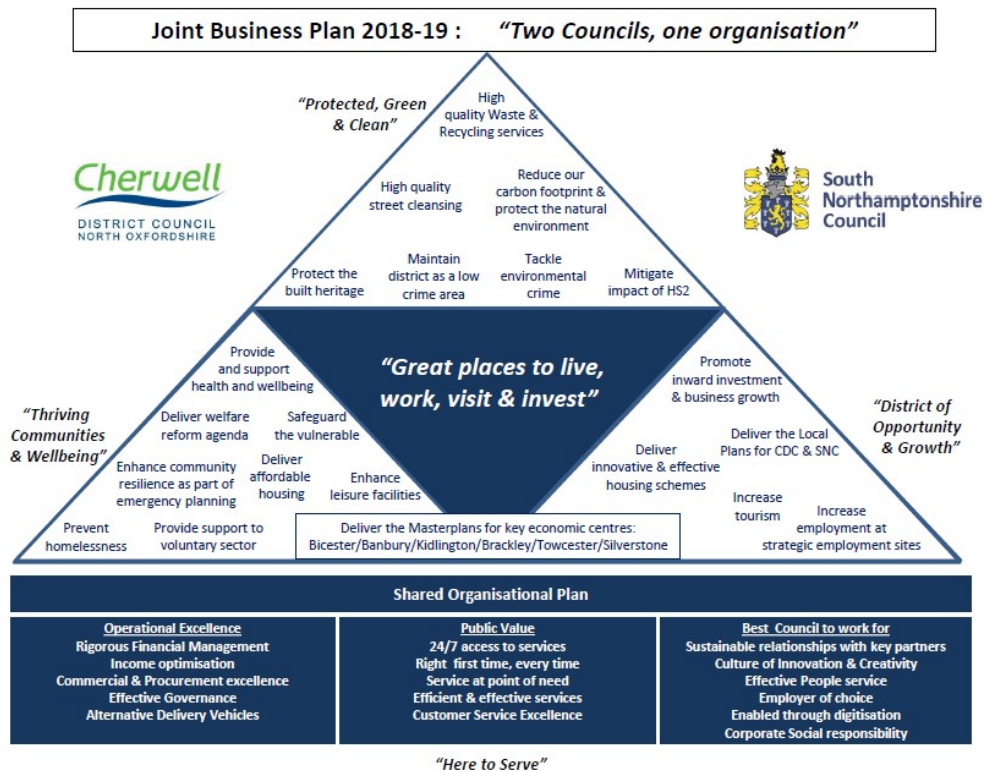 Joint Business Plan 2018-19 : "Two Councils, one organisation"
"Protected, Green
& Clean"
High
quality Waste &
Recycling services
Cherwell
DISTRICT COUNCIL
NORTH OXFORDSHIRE
High quality
street cleansing
Reduce our
carbon footprint &
protect the natural
environment
South
Northamptonshire
Council
Protect the
built heritage
Maintain
district as a low
crime area
Tackle
environmental
crime
Mitigate
impact of HS2
"Great places to live,
work, visit & invest"
"Thriving
Communities
& Wellbeing"
Provide
and support
health and wellbeing
Deliver welfare
reform agenda
Safeguard
the vulnerable
Enhance community
resilience as part of
emergency planning
Deliver
affordable
housing
Enhance
leisure facilities
Prevent
homelessness
Provide support to
voluntary sector
Deliver the Masterplans for key economic centres:
Bicester/Banbury/Kidlington/Brackley/Towcester/Silverstone
Promote
inward investment
& business growth
"District of
Opportunity
& Growth"
Deliver the Local
Plans for CDC & SNC
Deliver
innovative & effective
housing schemes
Increase
tourism
Increase
employment at
strategic employment sites
Shared Organisational Plan
Operational Excellence
Rigorous Financial Management
Income optimisation
Commercial & Procurement excellence
Effective Governance
Alternative Delivery Vehicles
Public Value
24/7 access to services
Right first time, every time
Service at point of need
Efficient & effective services
Customer Service Excellence
Best Council to work for
Sustainable relationships with key partners
Culture of Innovation & Creativity
Effective People service
Employer of choice
Enabled through digitisation
Corporate Social responsibility
"Here to Serve"